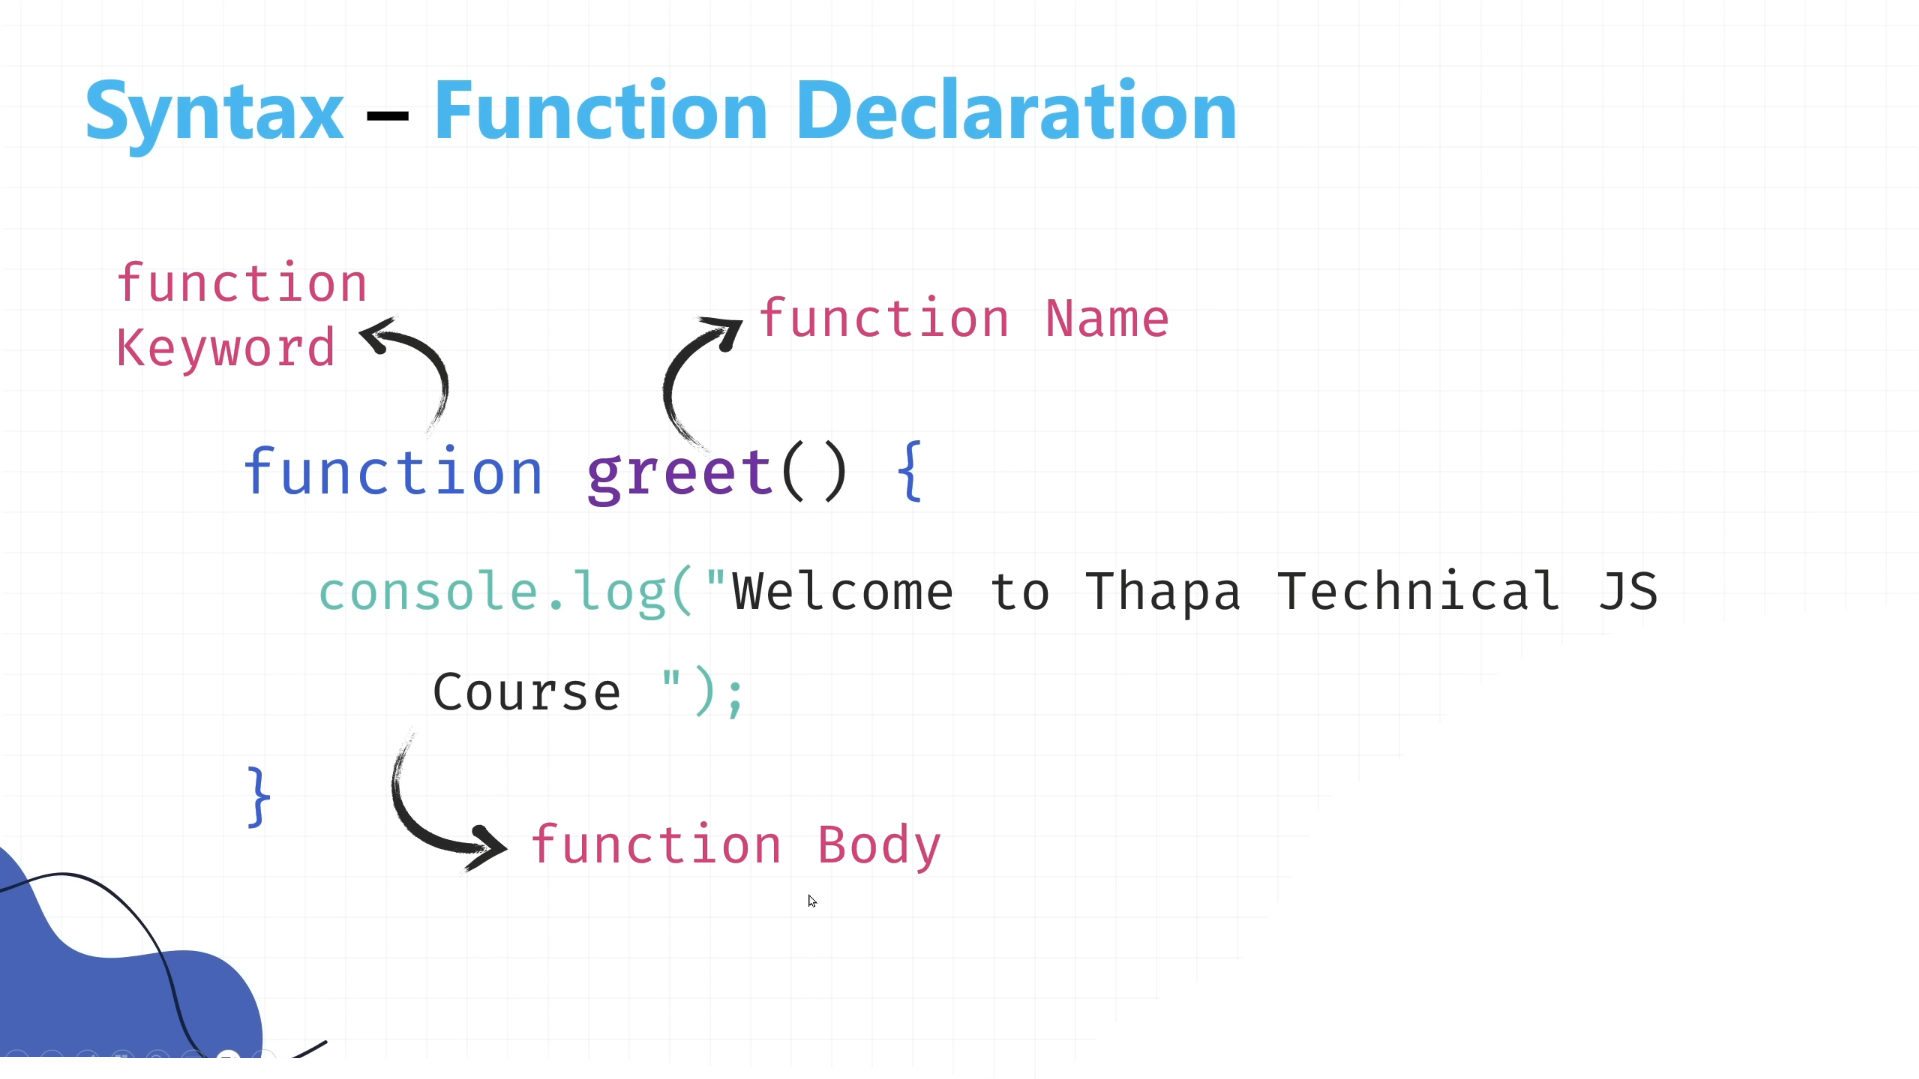 Syntax – Function Declaration
function
Keyword
function Name
function greet() {
console.log("Welcome to Thapa Technical JS
Course ");
}
function Body